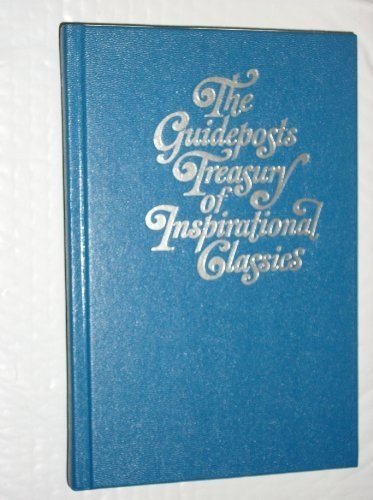 The
Guideposts
Treasury
of
Inspirational
Classics